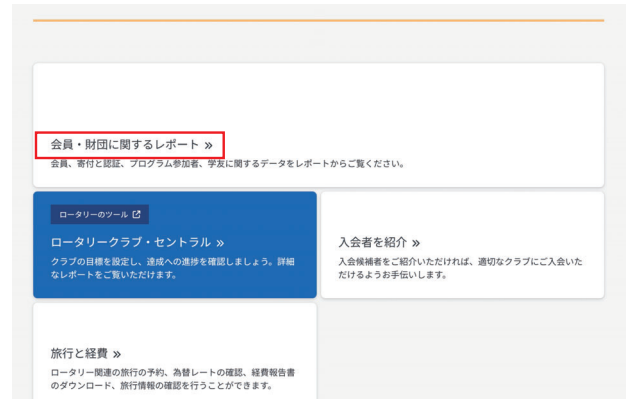 会員・財団に関するレポート »
会員、寄付と認証、プログラム参加者、学友に関するデータをレポートからご覧ください。
ロータリーのツール
ロータリークラブ・セントラル »
クラブの目標を設定し、達成への進捗を確認しましょう。詳細
なレポートをご覧いただけます。
入会者を紹介 »
入会候補者をご紹介いただければ、適切なクラブにご入会いた
だけるようお手伝いします。
旅行と経費 »
ロータリー関連の旅行の予約、為替レートの確認、経費報告書
のダウンロード、旅行情報の確認を行うことができます。